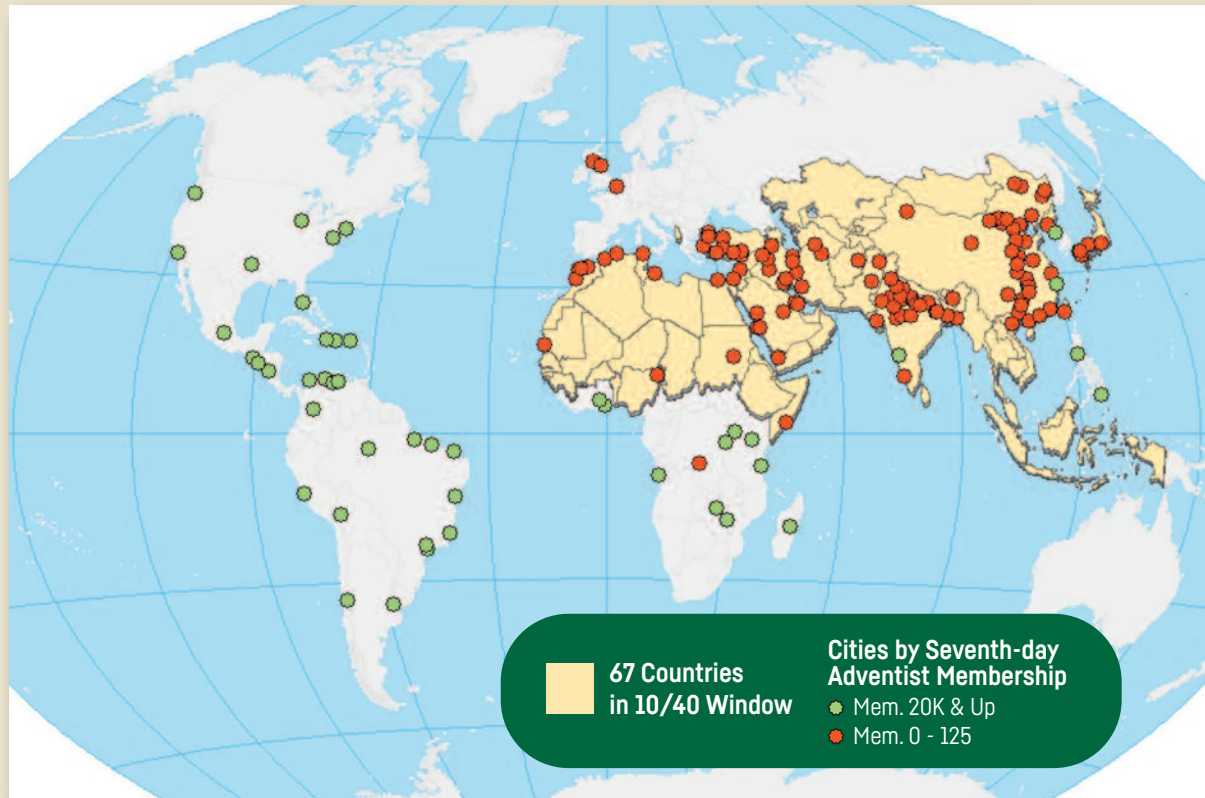 67 Countries
in 10/40 Window
Cities by Seventh-day
Adventist Membership
Mem. 20K & Up
Mem. 0 - 125